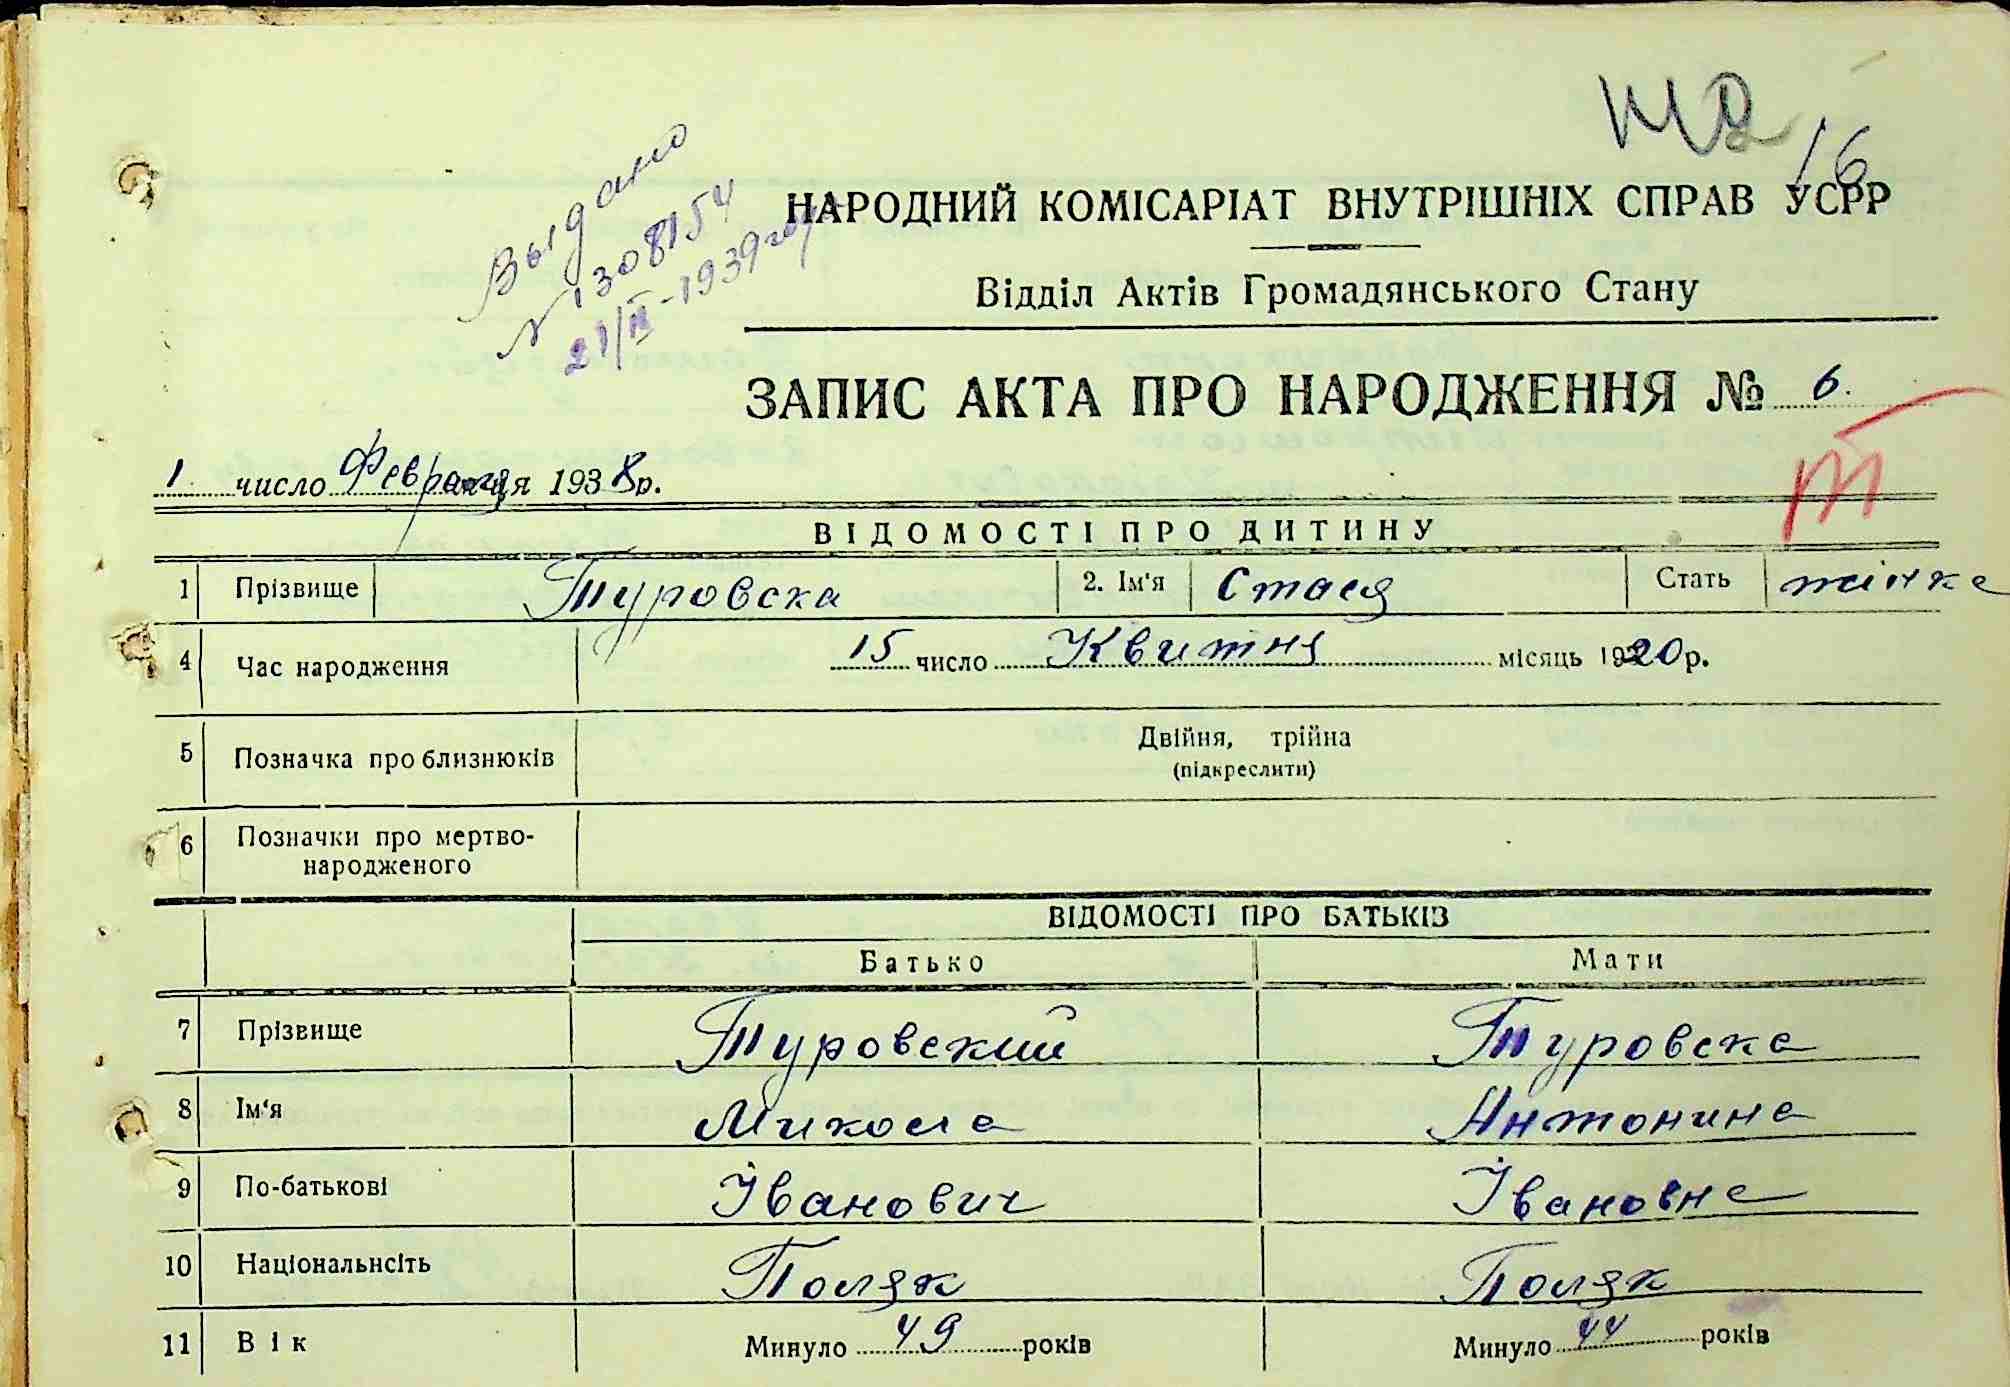 16
Выдано
№ 1308154
21/II-1939 году
НАРОДНИЙ КОМІСАРІАТ ВНУТРІШНІХ СПРАВ УСРР
Відділ Актів Громадянського Стану
ЗАПИС АКТА ПРО НАРОДЖЕННЯ № 6.
1 число Февраля 1938 р.
ВІДОМОСТІ ПРО ДИТИНУ
1 Прізвище Туровска 2. Ім'я Стася Стать жінка
4 Час народження 15 число Квитня місяць 1920 р.
5 Позначка про близнюків Двійня, трійна
(підкреслити)
6 Позначки про мертво-
народженого
ВІДОМОСТІ ПРО БАТЬКІВ
Батько Мати
7 Прізвище Туровский Туровска
8 Ім'я Микола Антонина
9 По-батькові Іванович Івановна
10 Національнсіть Поляк Поляк
11 Вік Минуло 49 років Минуло 44 років